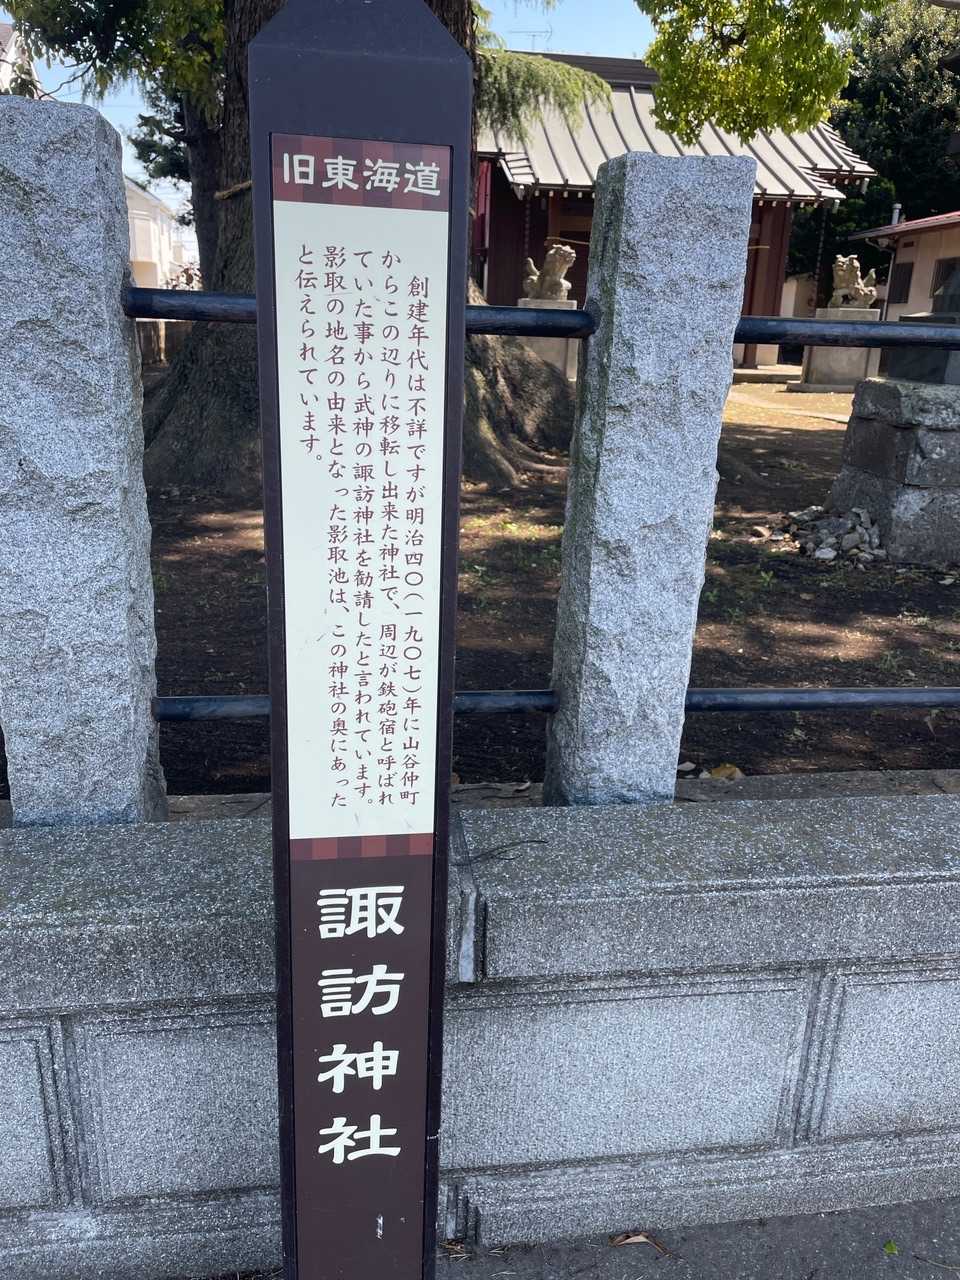 旧東海道
創建年代は不詳ですが明治四〇(一九〇七)年に山谷仲町
からこの辺りに移転し出来た神社で、周辺が鉄砲宿と呼ばれ
ていた事から武神の諏訪神社を勧請したと言われています。
影取の地名の由来となった影取池は、この神社の奥にあった
と伝えられています。
諏訪神社